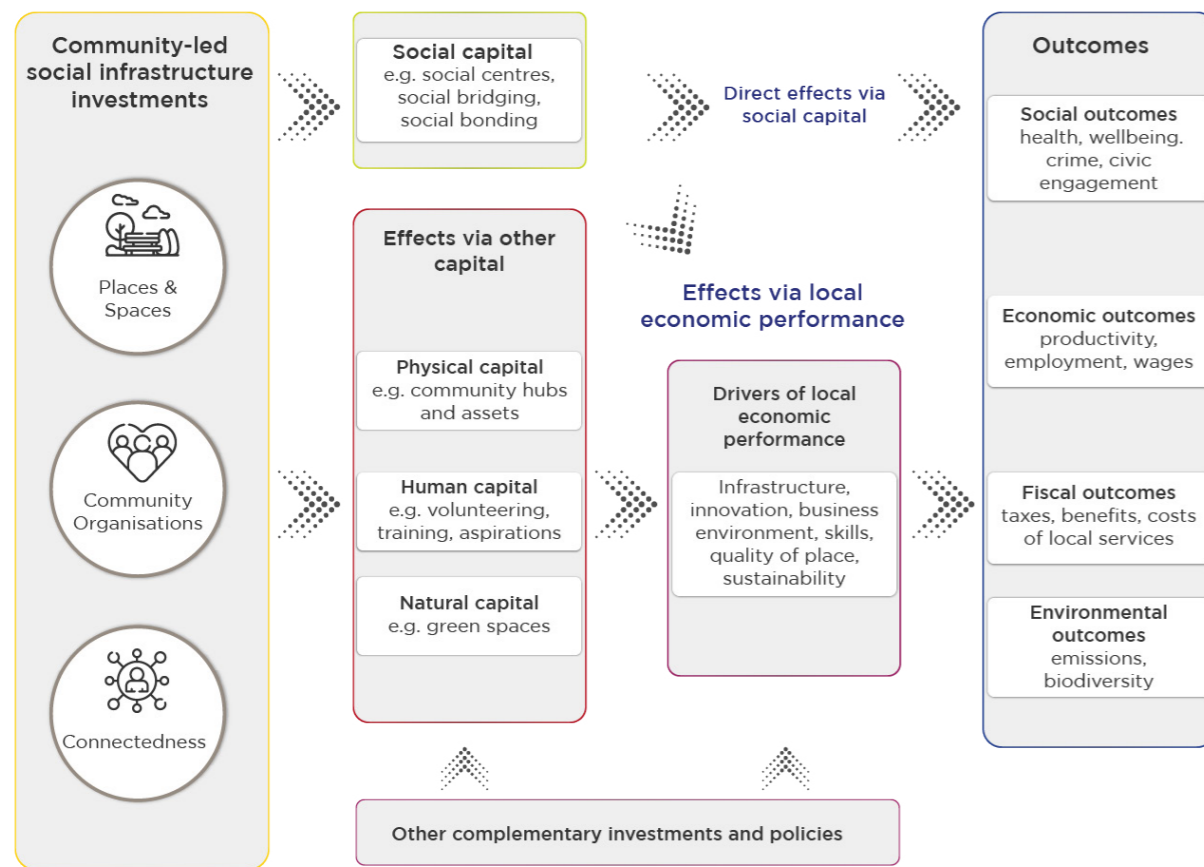 Community-led
social infrastructure
investments
Places &
Spaces
Community
Organisations
Connectedness
Social capital
e.g. social centres,
social bridging,
social bonding
Direct effects via
social capital
Effects via other
capital
Physical capital
e.g. community hubs
and assets
Human capital
e.g. volunteering,
training, aspirations
Natural capital
e.g. green spaces
Effects via local
economic performance
Drivers of local
economic
performance
Infrastructure,
innovation, business
environment, skills,
quality of place,
sustainability
Outcomes
Social outcomes
health, wellbeing.
crime, civic
engagement
Economic outcomes
productivity,
employment, wages
Fiscal outcomes
taxes, benefits, costs
of local services
Environmental
outcomes
emissions,
biodiversity
Other complementary investments and policies